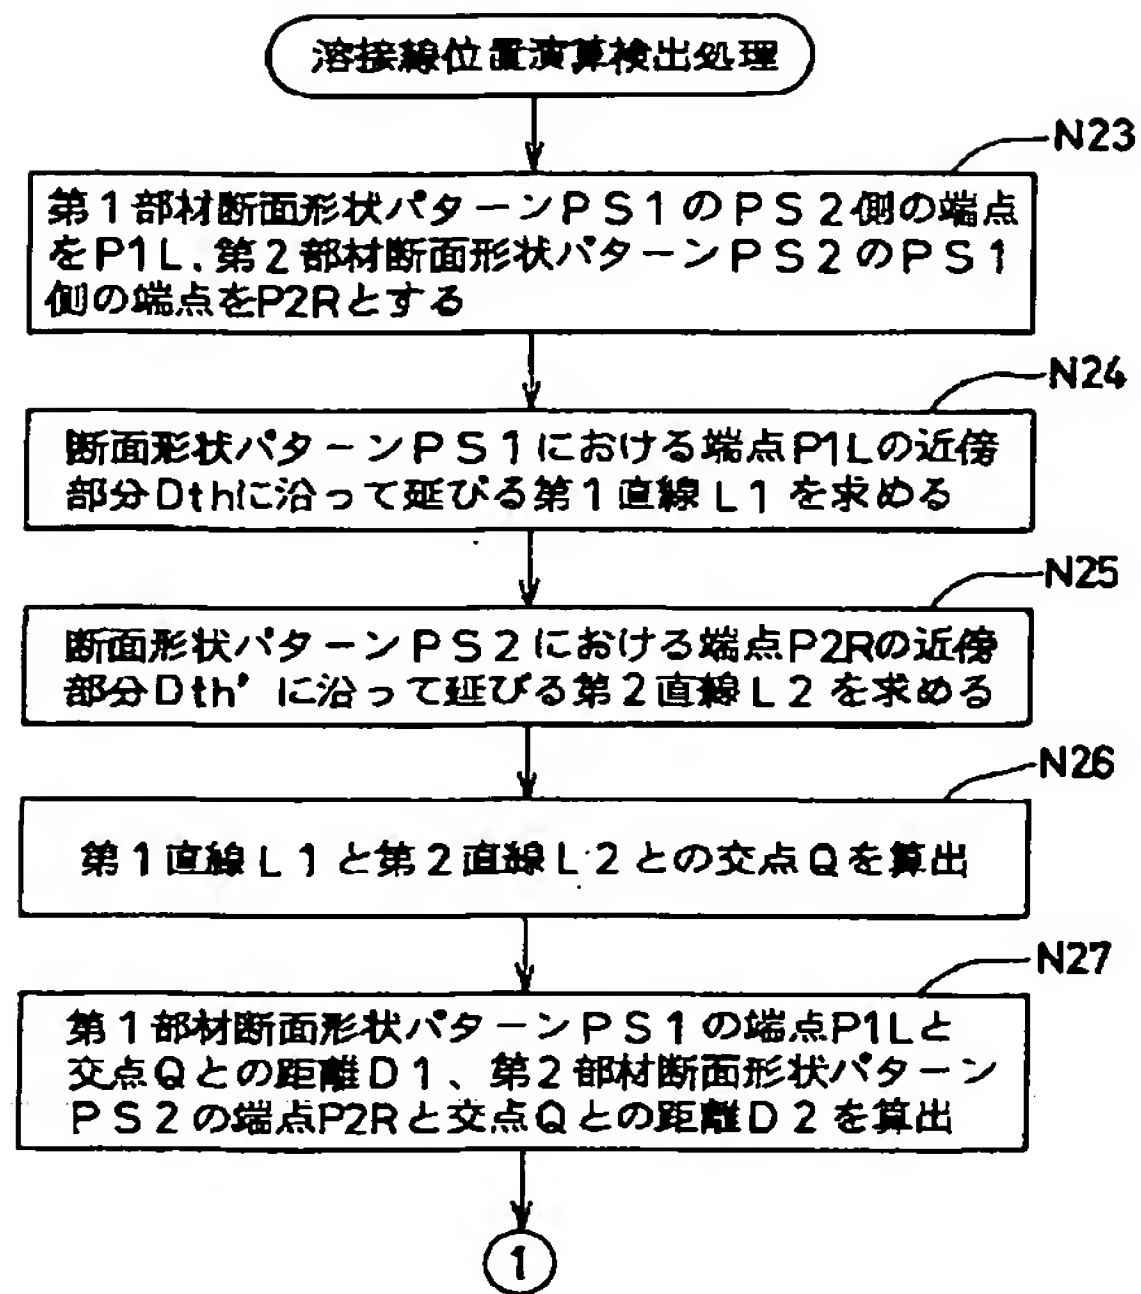 溶接線位置演算検出処理
N23
第1部材断面形状パターンPS1のPS2側の端点
をP1L、第2部材断面形状パターンPS2のPS1
側の端点をP2Rとする
N24
断面形状パターンPS1における端点P1Lの近傍
部分Dthに沿って延びる第1直線L1を求める
N25
断面形状パターンPS2における端点P2Rの近傍
部分Dth'に沿って延びる第2直線L2を求める
N26
第1直線L1と第2直線L2との交点Qを算出
N27
第1部材断面形状パターンPS1の端点P1Lと
交点Qとの距離D1、第2部材断面形状パターン
PS2の端点P2Rと交点Qとの距離D2を算出
1